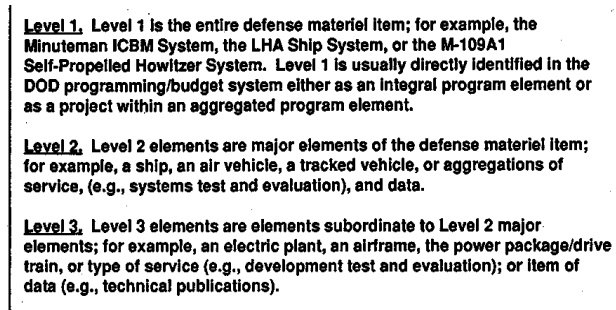 Level 1. Level 1 is the entire defense materiel item; for example, the
Minuteman ICBM System, the LHA Ship System, or the M-109A1
Self-Propelled Howitzer System. Level 1 is usually directly identified in the
DOD programming/budget system either as an integral program element or
as a project within an aggregated program element.
Level 2. Level 2 elements are major elements of the defense materiel item;
for example, a ship, an air vehicle, a tracked vehicle, or aggregations of
service, (e.g., systems test and evaluation), and data.
Level 3. Level 3 elements are elements subordinate to Level 2 major
elements; for example, an electric plant, an airframe, the power package/drive
train, or type of service (e.g., development test and evaluation); or item of
data (e.g., technical publications).